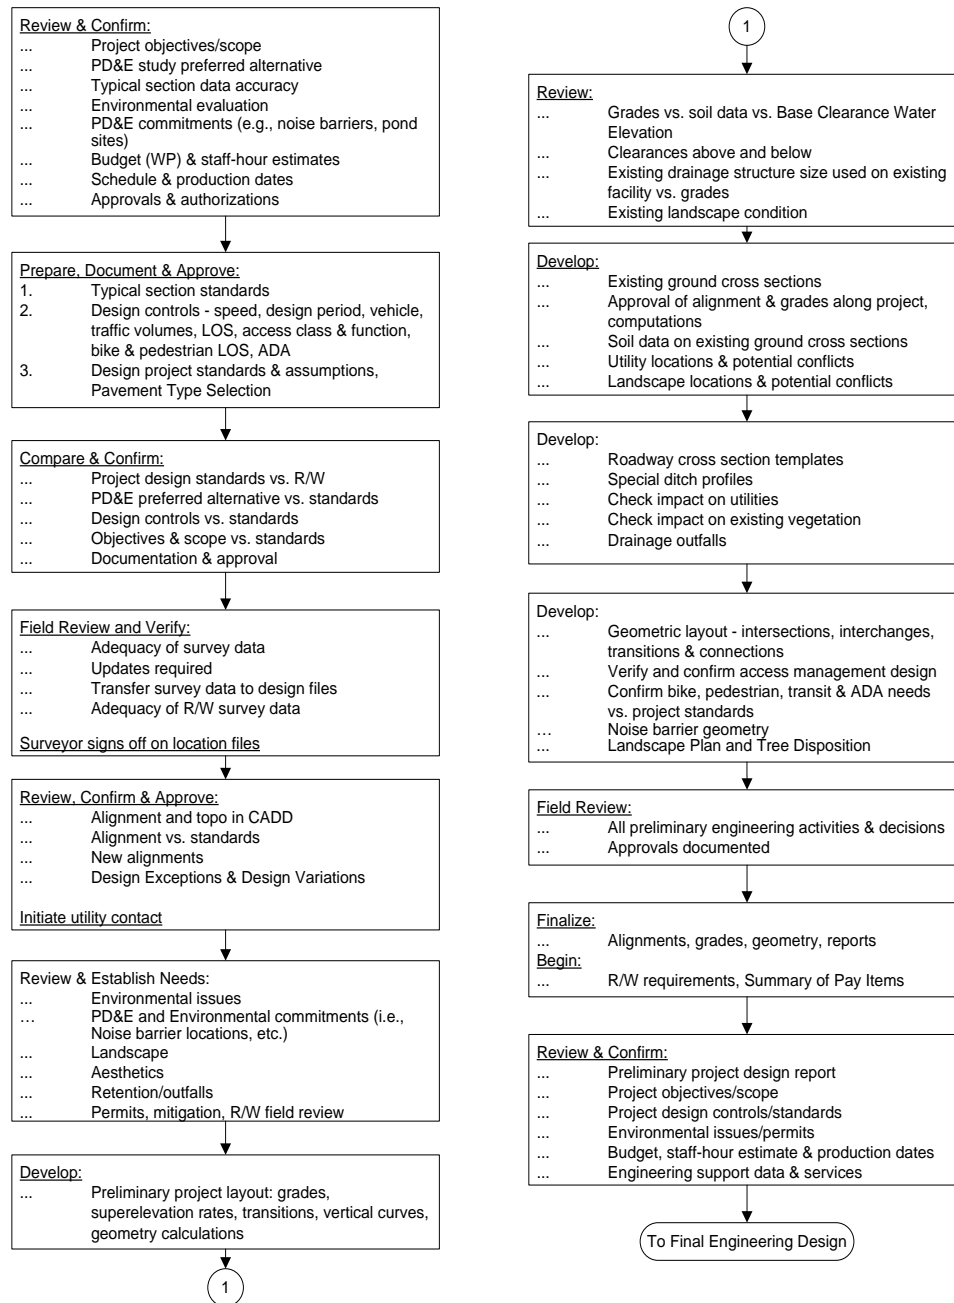 Review & Confirm:
... Project objectives/scope
... PD&E study preferred alternative
... Typical section data accuracy
... Environmental evaluation
... PD&E commitments (e.g., noise barriers, pond
sites)
... Budget (WP) & staff-hour estimates
... Schedule & production dates
... Approvals & authorizations
Prepare, Document & Approve:
1. Typical section standards
2. Design controls - speed, design period, vehicle,
traffic volumes, LOS, access class & function,
bike & pedestrian LOS, ADA
3. Design project standards & assumptions,
Pavement Type Selection
Compare & Confirm:
... Project design standards vs. R/W
... PD&E preferred alternative vs. standards
... Design controls vs. standards
... Objectives & scope vs. standards
... Documentation & approval
Field Review and Verify:
... Adequacy of survey data
... Updates required
... Transfer survey data to design files
... Adequacy of R/W survey data
Surveyor signs off on location files
Review, Confirm & Approve:
... Alignment and topo in CADD
... Alignment vs. standards
... New alignments
... Design Exceptions & Design Variations
Initiate utility contact
Review & Establish Needs:
... Environmental issues
... PD&E and Environmental commitments (i.e.,
Noise barrier locations, etc.)
... Landscape
... Aesthetics
... Retention/outfalls
... Permits, mitigation, R/W field review
Develop:
... Preliminary project layout: grades,
superelevation rates, transitions, vertical curves,
geometry calculations
1
1
Review:
... Grades vs. soil data vs. Base Clearance Water
Elevation
... Clearances above and below
... Existing drainage structure size used on existing
facility vs. grades
... Existing landscape condition
Develop:
... Existing ground cross sections
... Approval of alignment & grades along project,
computations
... Soil data on existing ground cross sections
... Utility locations & potential conflicts
... Landscape locations & potential conflicts
Develop:
... Roadway cross section templates
... Special ditch profiles
... Check impact on utilities
... Check impact on existing vegetation
... Drainage outfalls
Develop:
... Geometric layout - intersections, interchanges,
transitions & connections
... Verify and confirm access management design
... Confirm bike, pedestrian, transit & ADA needs
vs. project standards
... Noise barrier geometry
... Landscape Plan and Tree Disposition
Field Review:
... All preliminary engineering activities & decisions
... Approvals documented
Finalize:
... Alignments, grades, geometry, reports
Begin:
... R/W requirements, Summary of Pay Items
Review & Confirm:
... Preliminary project design report
... Project objectives/scope
... Project design controls/standards
... Environmental issues/permits
... Budget, staff-hour estimate & production dates
... Engineering support data & services
To Final Engineering Design